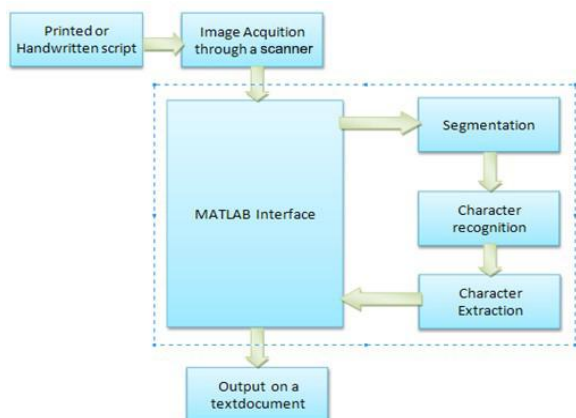 Printed or
Handwritten script
Image Acquition
through a scanner
MATLAB Interface
Segmentation
Character
recognition
Character
Extraction
Output on a
textdocument